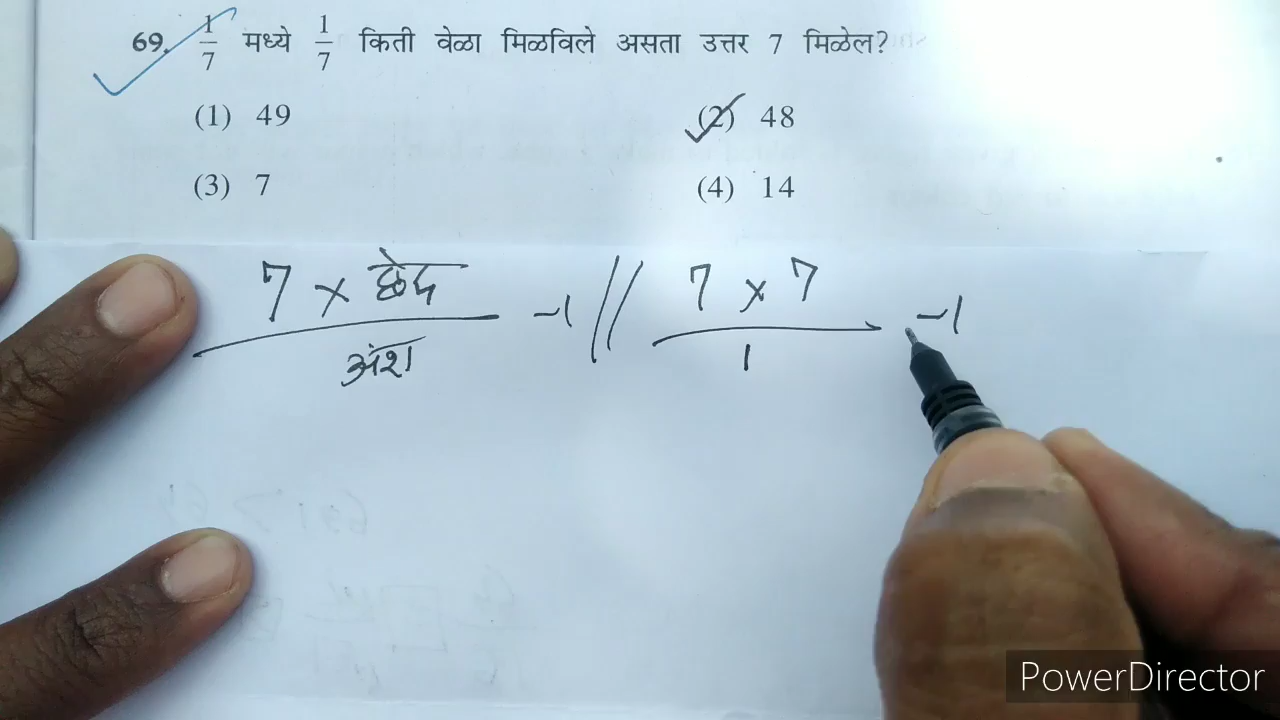 69. 1/7 मध्ये 1/7 किती वेळा मिळविले असता उत्तर 7 मिळेल?
(1) 49 (2) 48
(3) 7 (4) 14
7 × छेद / अंश -1 // 7 × 7 / 1 -1
PowerDirector